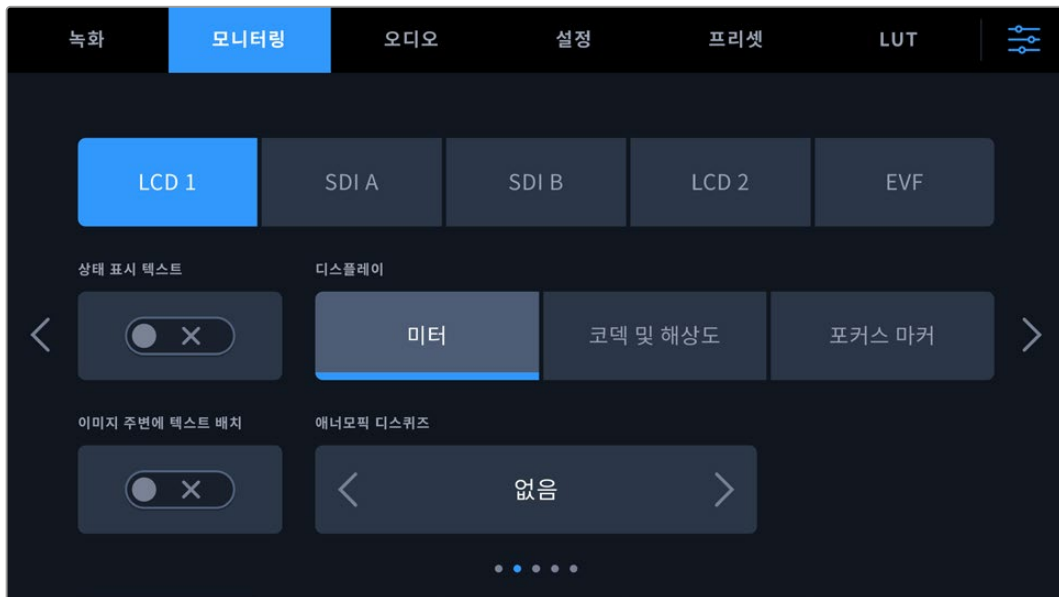 녹화 모니터링 오디오 설정 프리셋 LUT
LCD 1 SDI A SDI B LCD 2 EVF
상태 표시 텍스트 디스플레이
미터 코덱 및 해상도 포커스 마커
이미지 주변에 텍스트 배치 애너모픽 디스퀴즈
없음